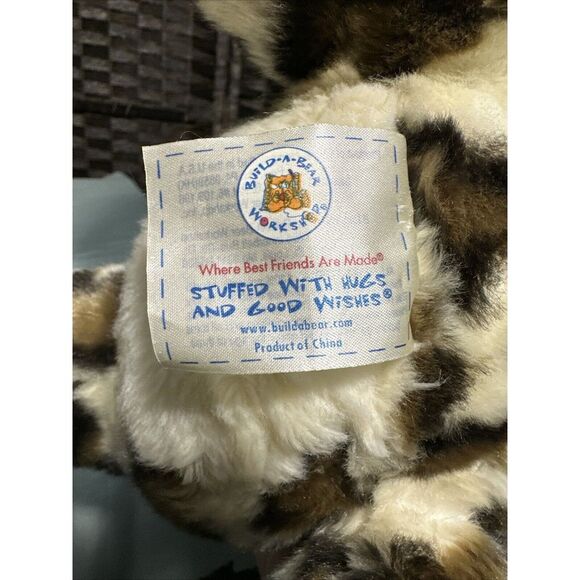 BUILD-A-BEAR
WORKSHOP®
Where Best Friends Are Made®
STUFFED WITH HUGS
AND GOOD WISHES®
www.buildabear.com
Product of China